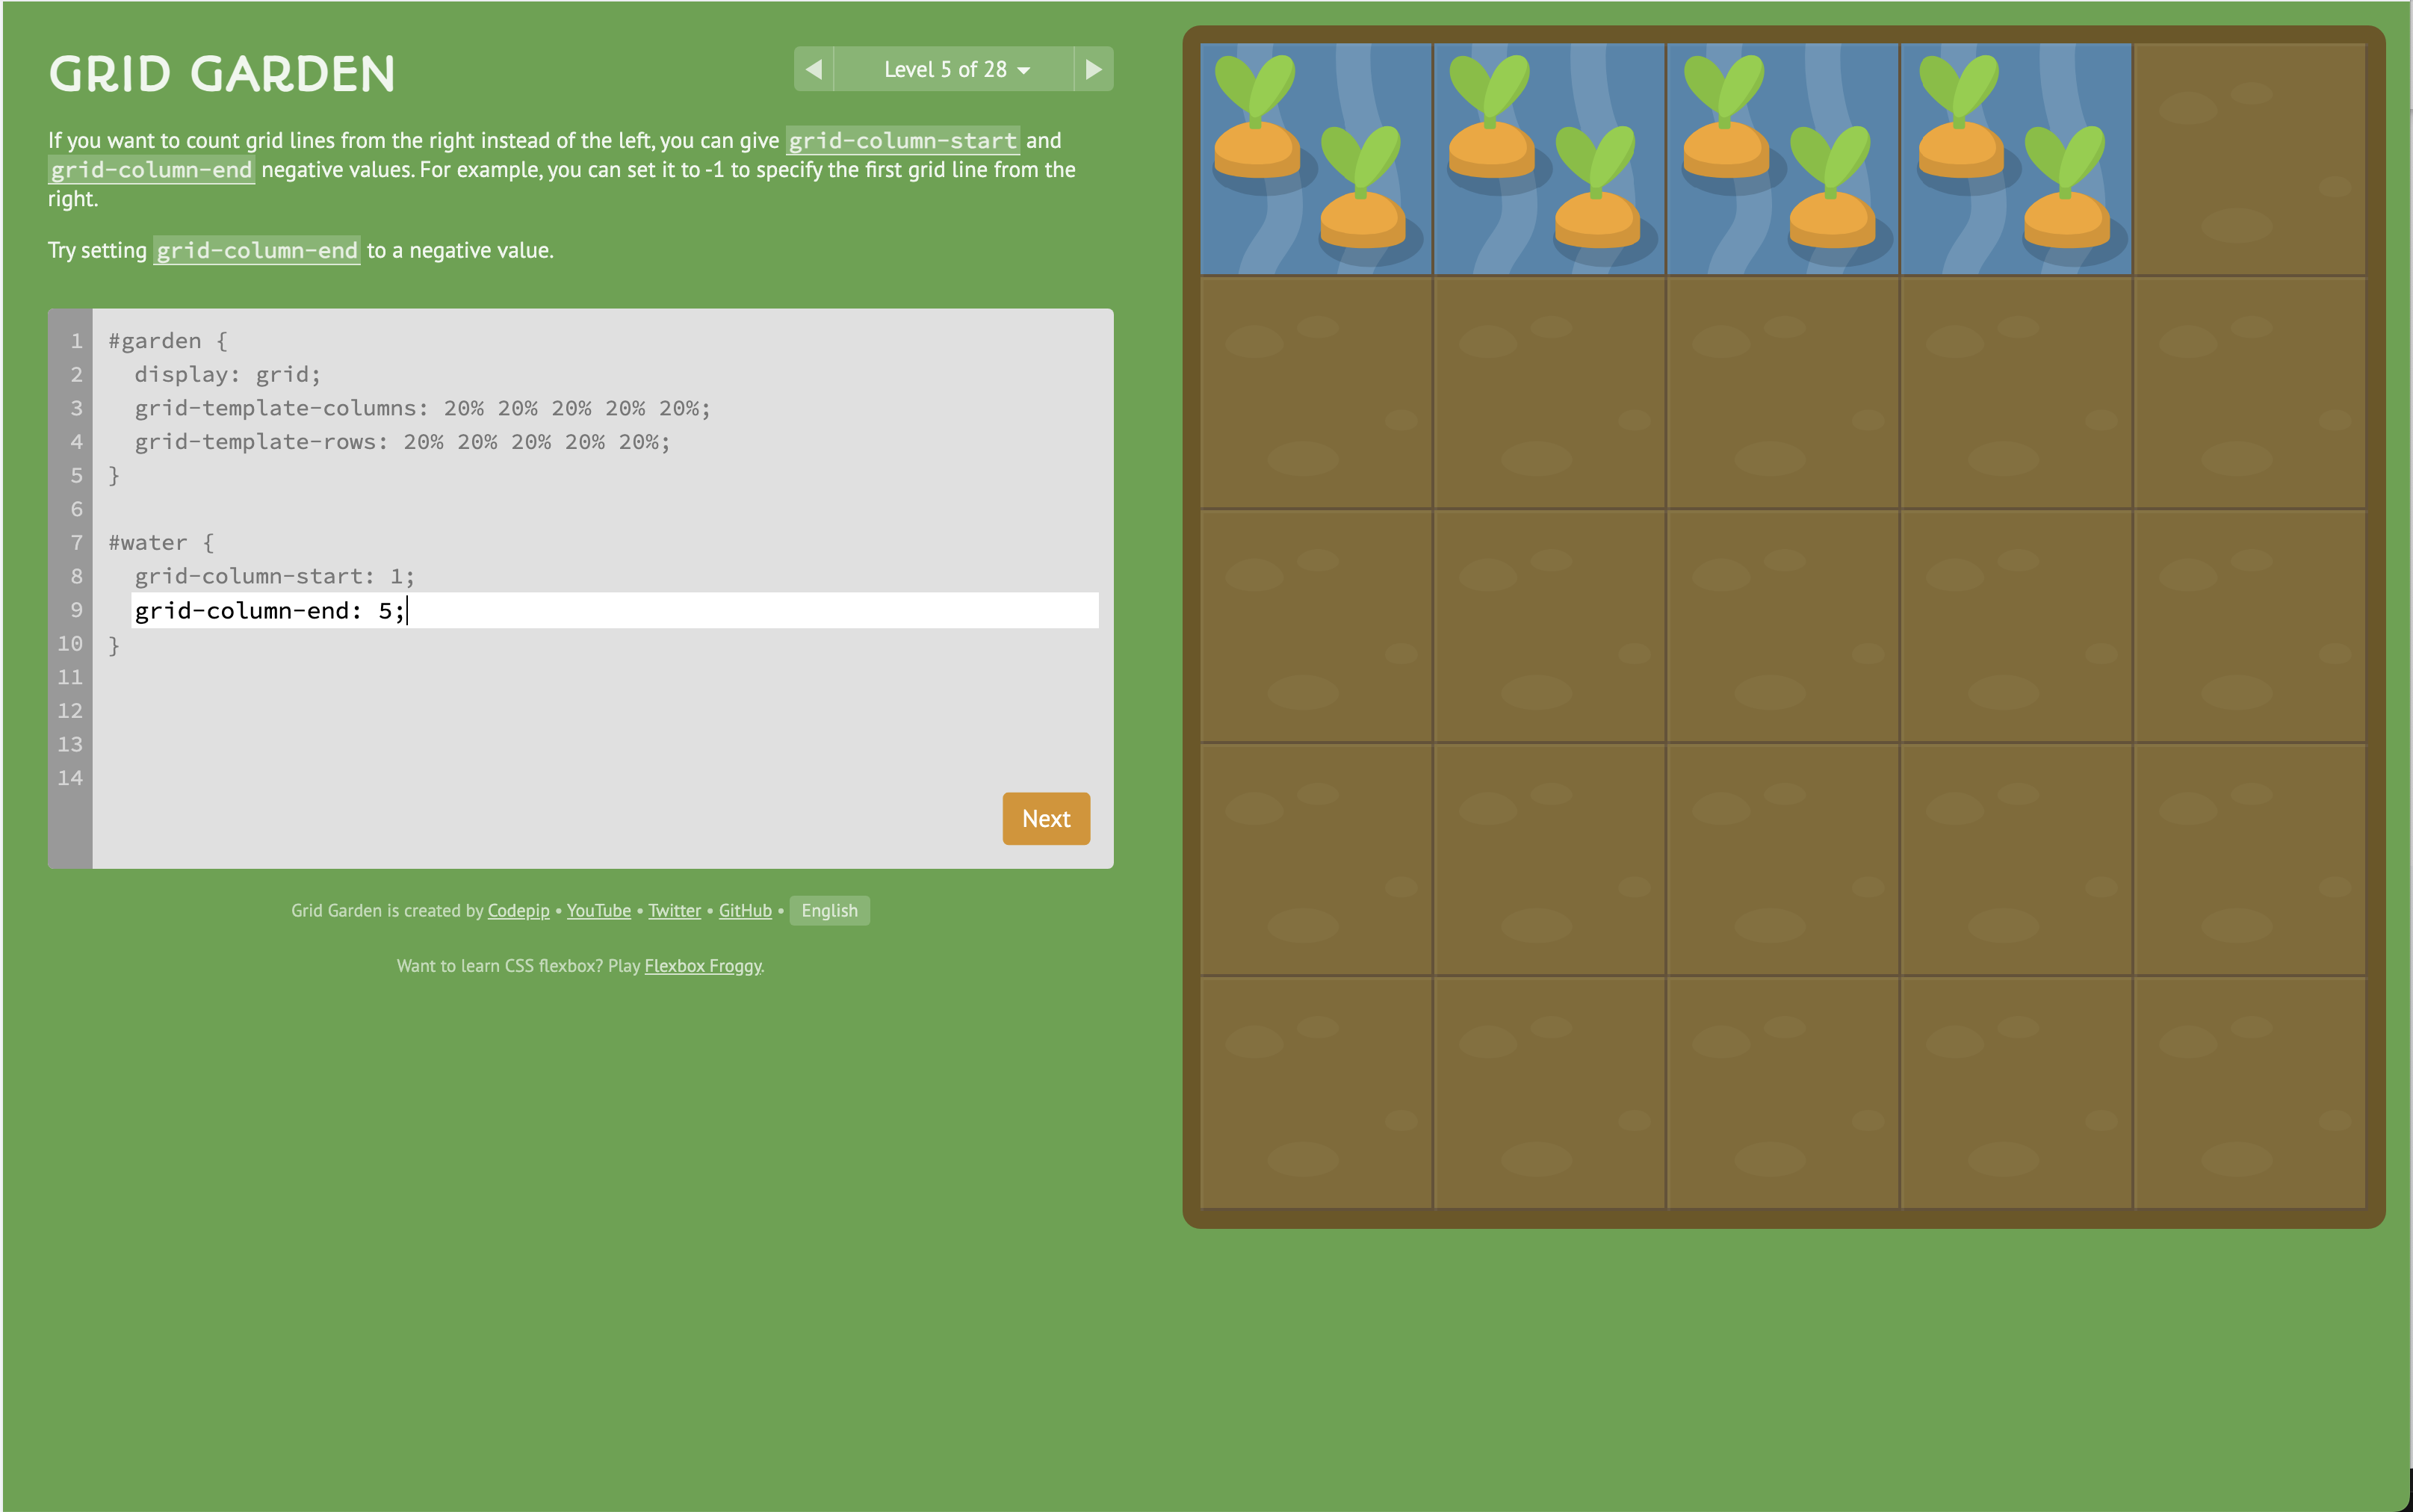 GRID GARDEN
Level 5 of 28
If you want to count grid lines from the right instead of the left, you can give grid-column-start and
grid-column-end negative values. For example, you can set it to -1 to specify the first grid line from the
right.
Try setting grid-column-end to a negative value.
1 #garden {
2 display: grid;
3 grid-template-columns: 20% 20% 20% 20% 20%;
4 grid-template-rows: 20% 20% 20% 20% 20%;
5 }
6
7 #water {
8 grid-column-start: 1;
9 grid-column-end: 5;
10 }
11
12
13
14
Next
Grid Garden is created by Codepip • YouTube • Twitter • GitHub • English
Want to learn CSS flexbox? Play Flexbox Froggy.